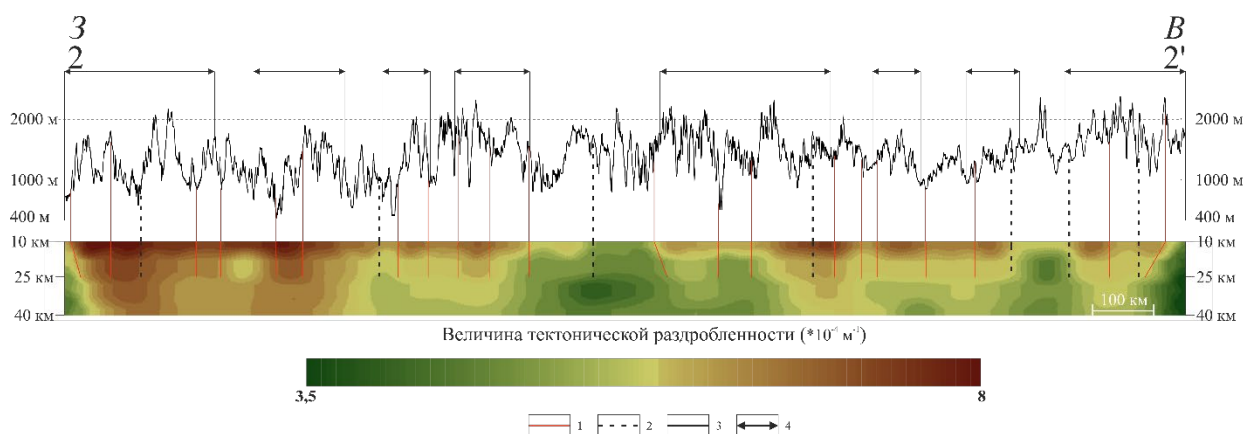 З В
2 2'
2000 м 2000 м
1000 м 1000 м
400 м 400 м
10 км 10 км
25 км 25 км
100 км
40 км 40 км
Величина тектонической раздробленности (*10⁻⁴ м⁻¹)
3,5 8
1 2 3 4